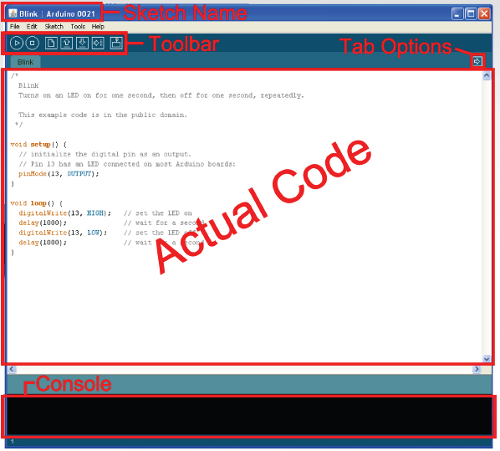 Blink | Arduino 0021
Sketch Name
File Edit Sketch Tools Help
Toolbar
Tab Options
Blink
/*
Blink
Turns on an LED on for one second, then off for one second, repeatedly.
This example code is in the public domain.
*/
void setup() {
// initialize the digital pin as an output.
// Pin 13 has an LED connected on most Arduino boards:
pinMode(13, OUTPUT);
}
void loop() {
digitalWrite(13, HIGH); // set the LED on
delay(1000); // wait for a second
digitalWrite(13, LOW); // set the LED
delay(1000); // wait for a second
}
Actual Code
Console
1